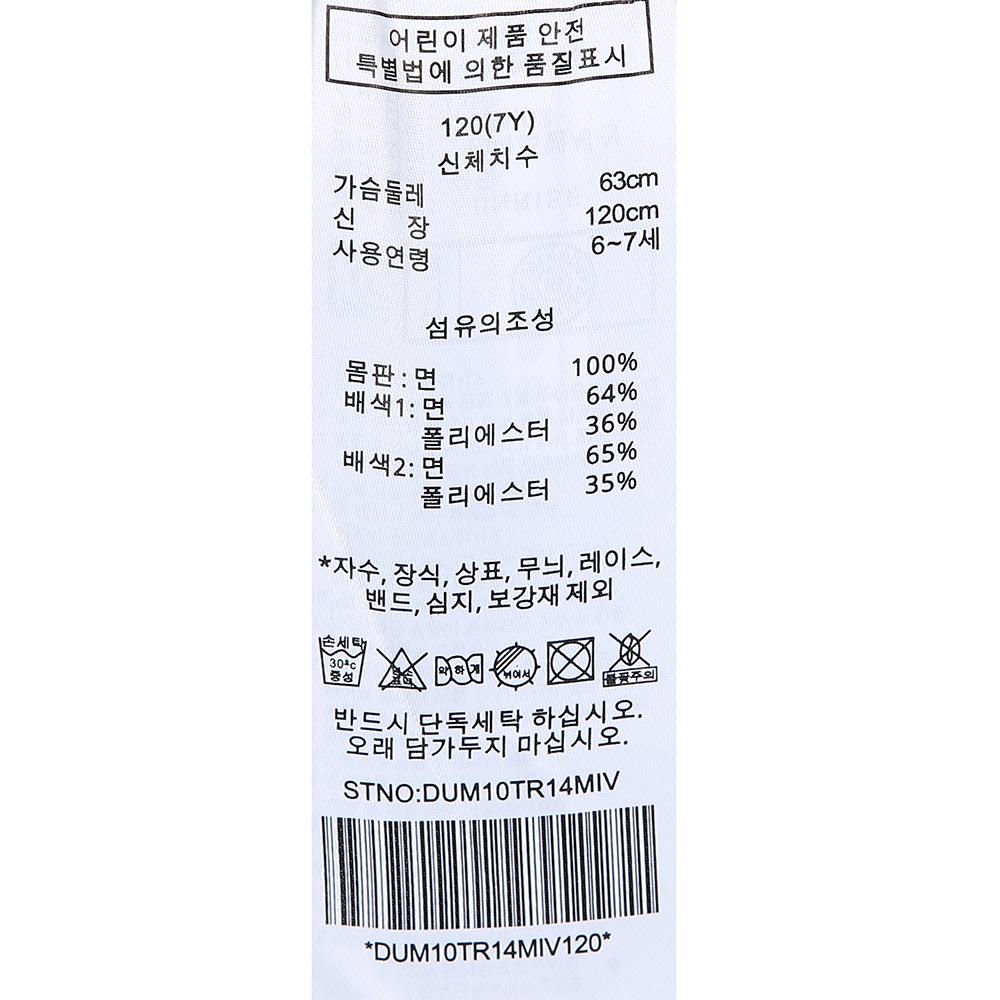 어린이 제품 안전
특별법에 의한 품질표시
120(7Y)
신체치수
가슴둘레 63cm
신 장 120cm
사용연령 6~7세
섬유의조성
몸판 : 면 100%
배색1: 면 64%
폴리에스터 36%
배색2: 면 65%
폴리에스터 35%
*자수, 장식, 상표, 무늬, 레이스,
밴드, 심지, 보강재 제외
손세탁
30℃
중성
염소
표백
약하게
뉘어서
불꽃주의
반드시 단독세탁 하십시오.
오래 담가두지 마십시오.
STNO:DUM10TR14MIV
*DUM10TR14MIV120*